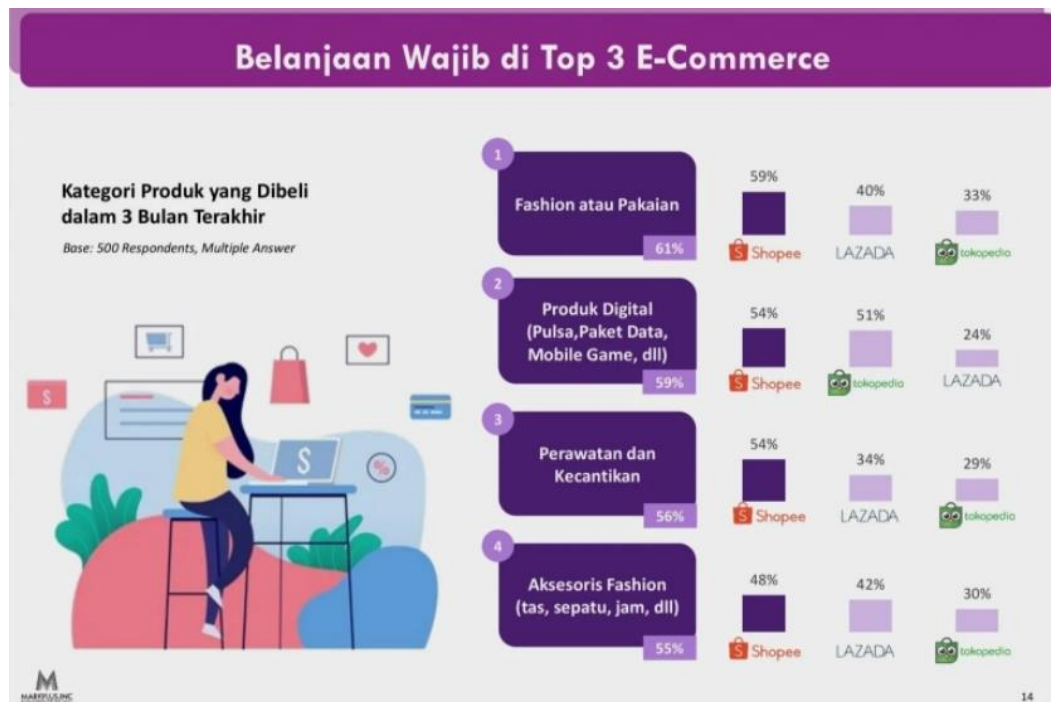 Belanjaan Wajib di Top 3 E-Commerce
Kategori Produk yang Dibeli
dalam 3 Bulan Terakhir
Base: 500 Respondents, Multiple Answer
$
$
%
1
Fashion atau Pakaian
61%
59%
40%
33%
Shopee
LAZADA
tokopedia
2
Produk Digital
(Pulsa,Paket Data,
Mobile Game, dll)
59%
54%
51%
24%
Shopee
tokopedia
LAZADA
3
Perawatan dan
Kecantikan
56%
54%
34%
29%
Shopee
LAZADA
tokopedia
4
Aksesoris Fashion
(tas, sepatu, jam, dll)
55%
48%
42%
30%
Shopee
LAZADA
tokopedia
M
MARKPLUS.INC
14